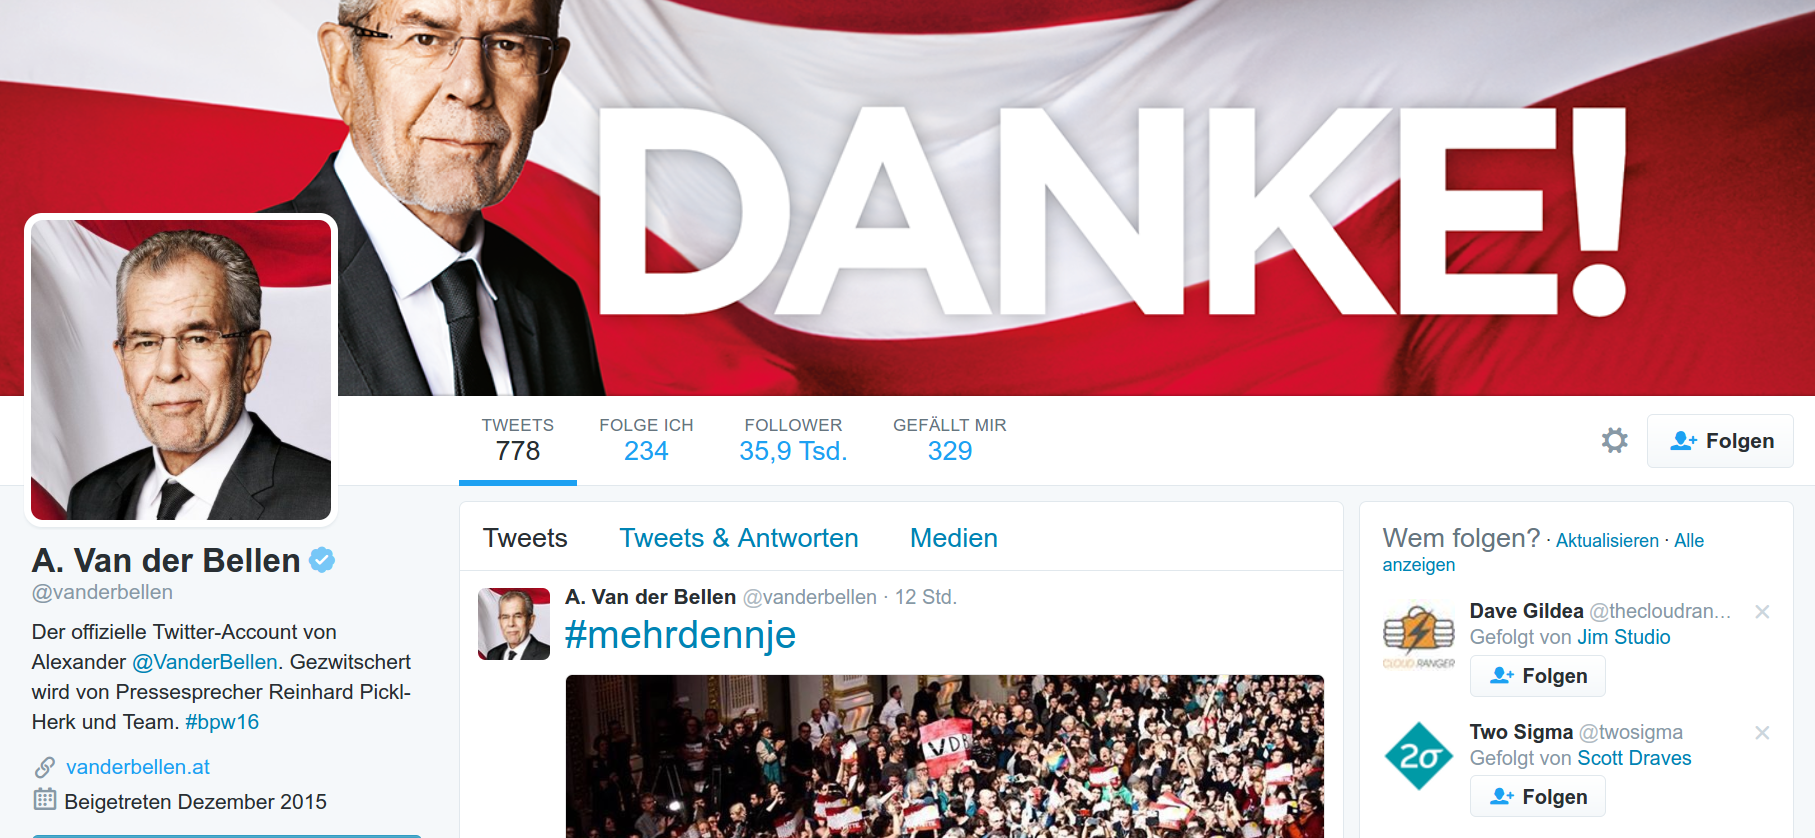 DANKE!
TWEETS
778
FOLGE ICH
234
FOLLOWER
35,9 Tsd.
GEFÄLLT MIR
329
Folgen
A. Van der Bellen
@vanderbellen
Der offizielle Twitter-Account von
Alexander @VanderBellen. Gezwitschert
wird von Pressesprecher Reinhard Pickl-
Herk und Team. #bpw16
vanderbellen.at
Beigetreten Dezember 2015
Tweets
Tweets & Antworten
Medien
A. Van der Bellen @vanderbellen · 12 Std.
#mehrdennje
VDB
Wem folgen? · Aktualisieren · Alle
anzeigen
Dave Gildea @thecloudran...
Gefolgt von Jim Studio
Folgen
CLOUD RANGER
Two Sigma @twosigma
Gefolgt von Scott Draves
Folgen
2σ